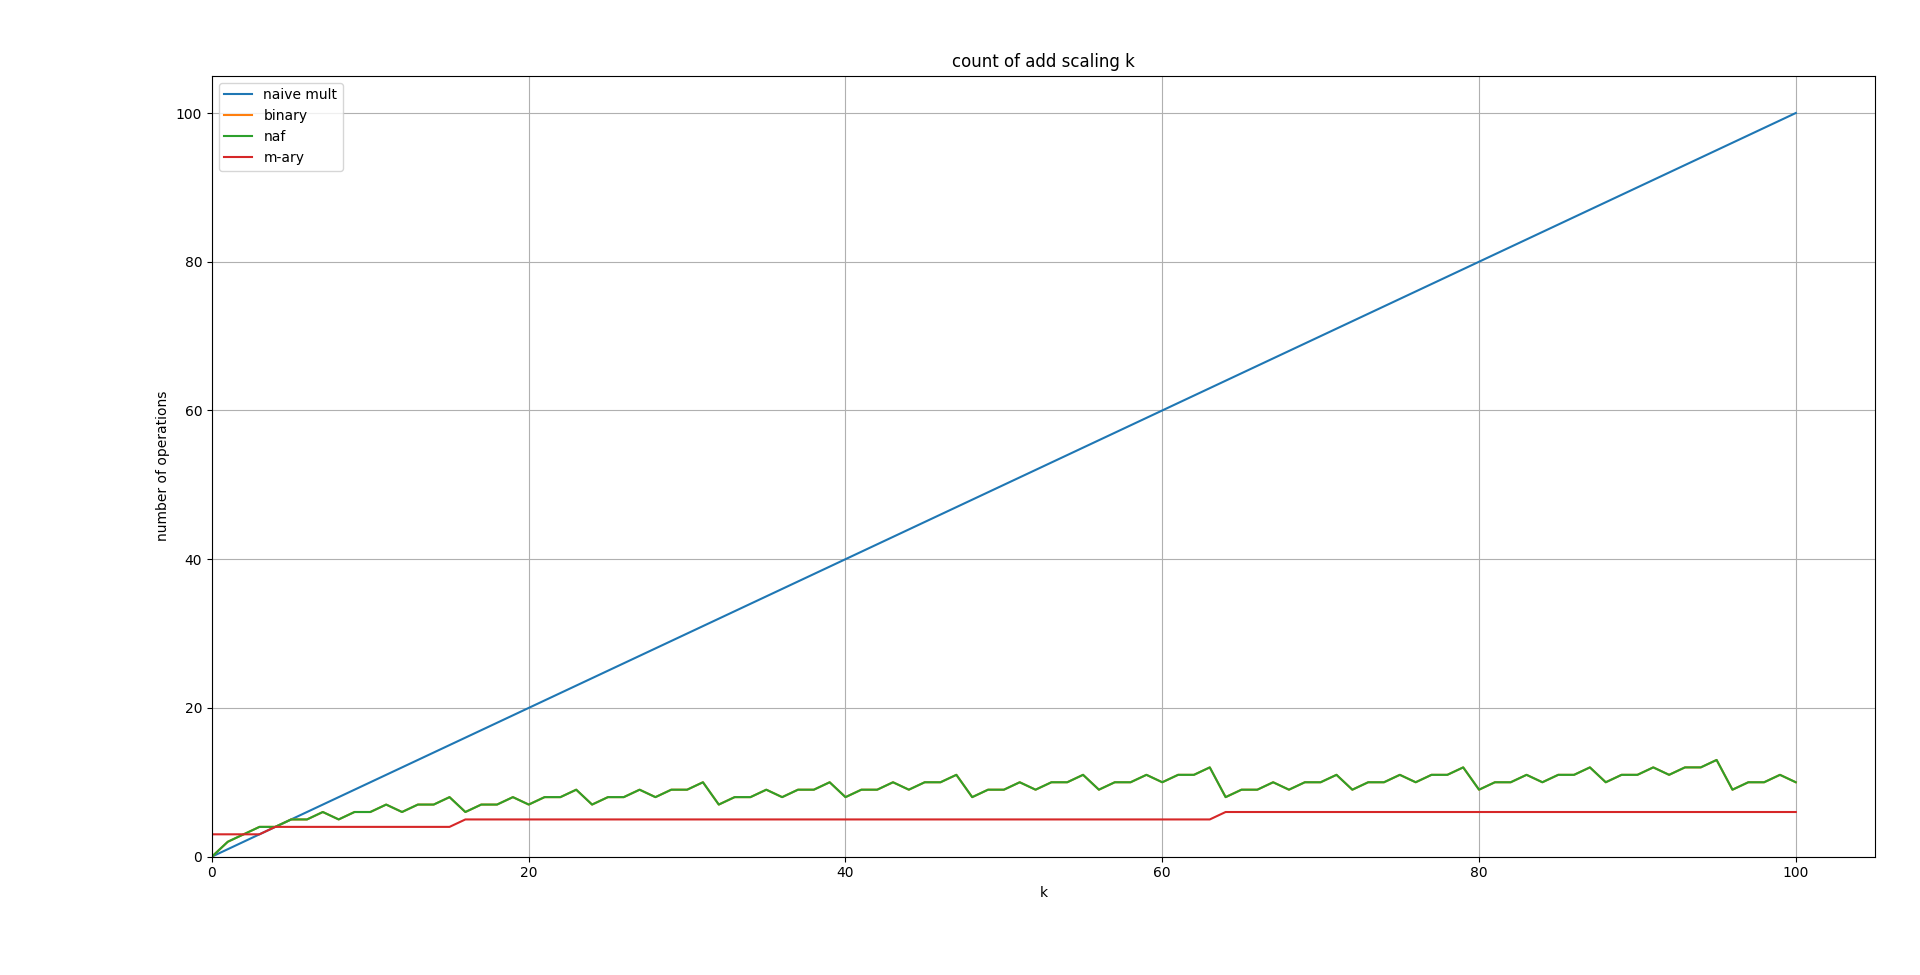 count of add scaling k
naive mult
binary
naf
m-ary
100
80
60
40
20
0
number of operations
0 20 40 60 80 100
k